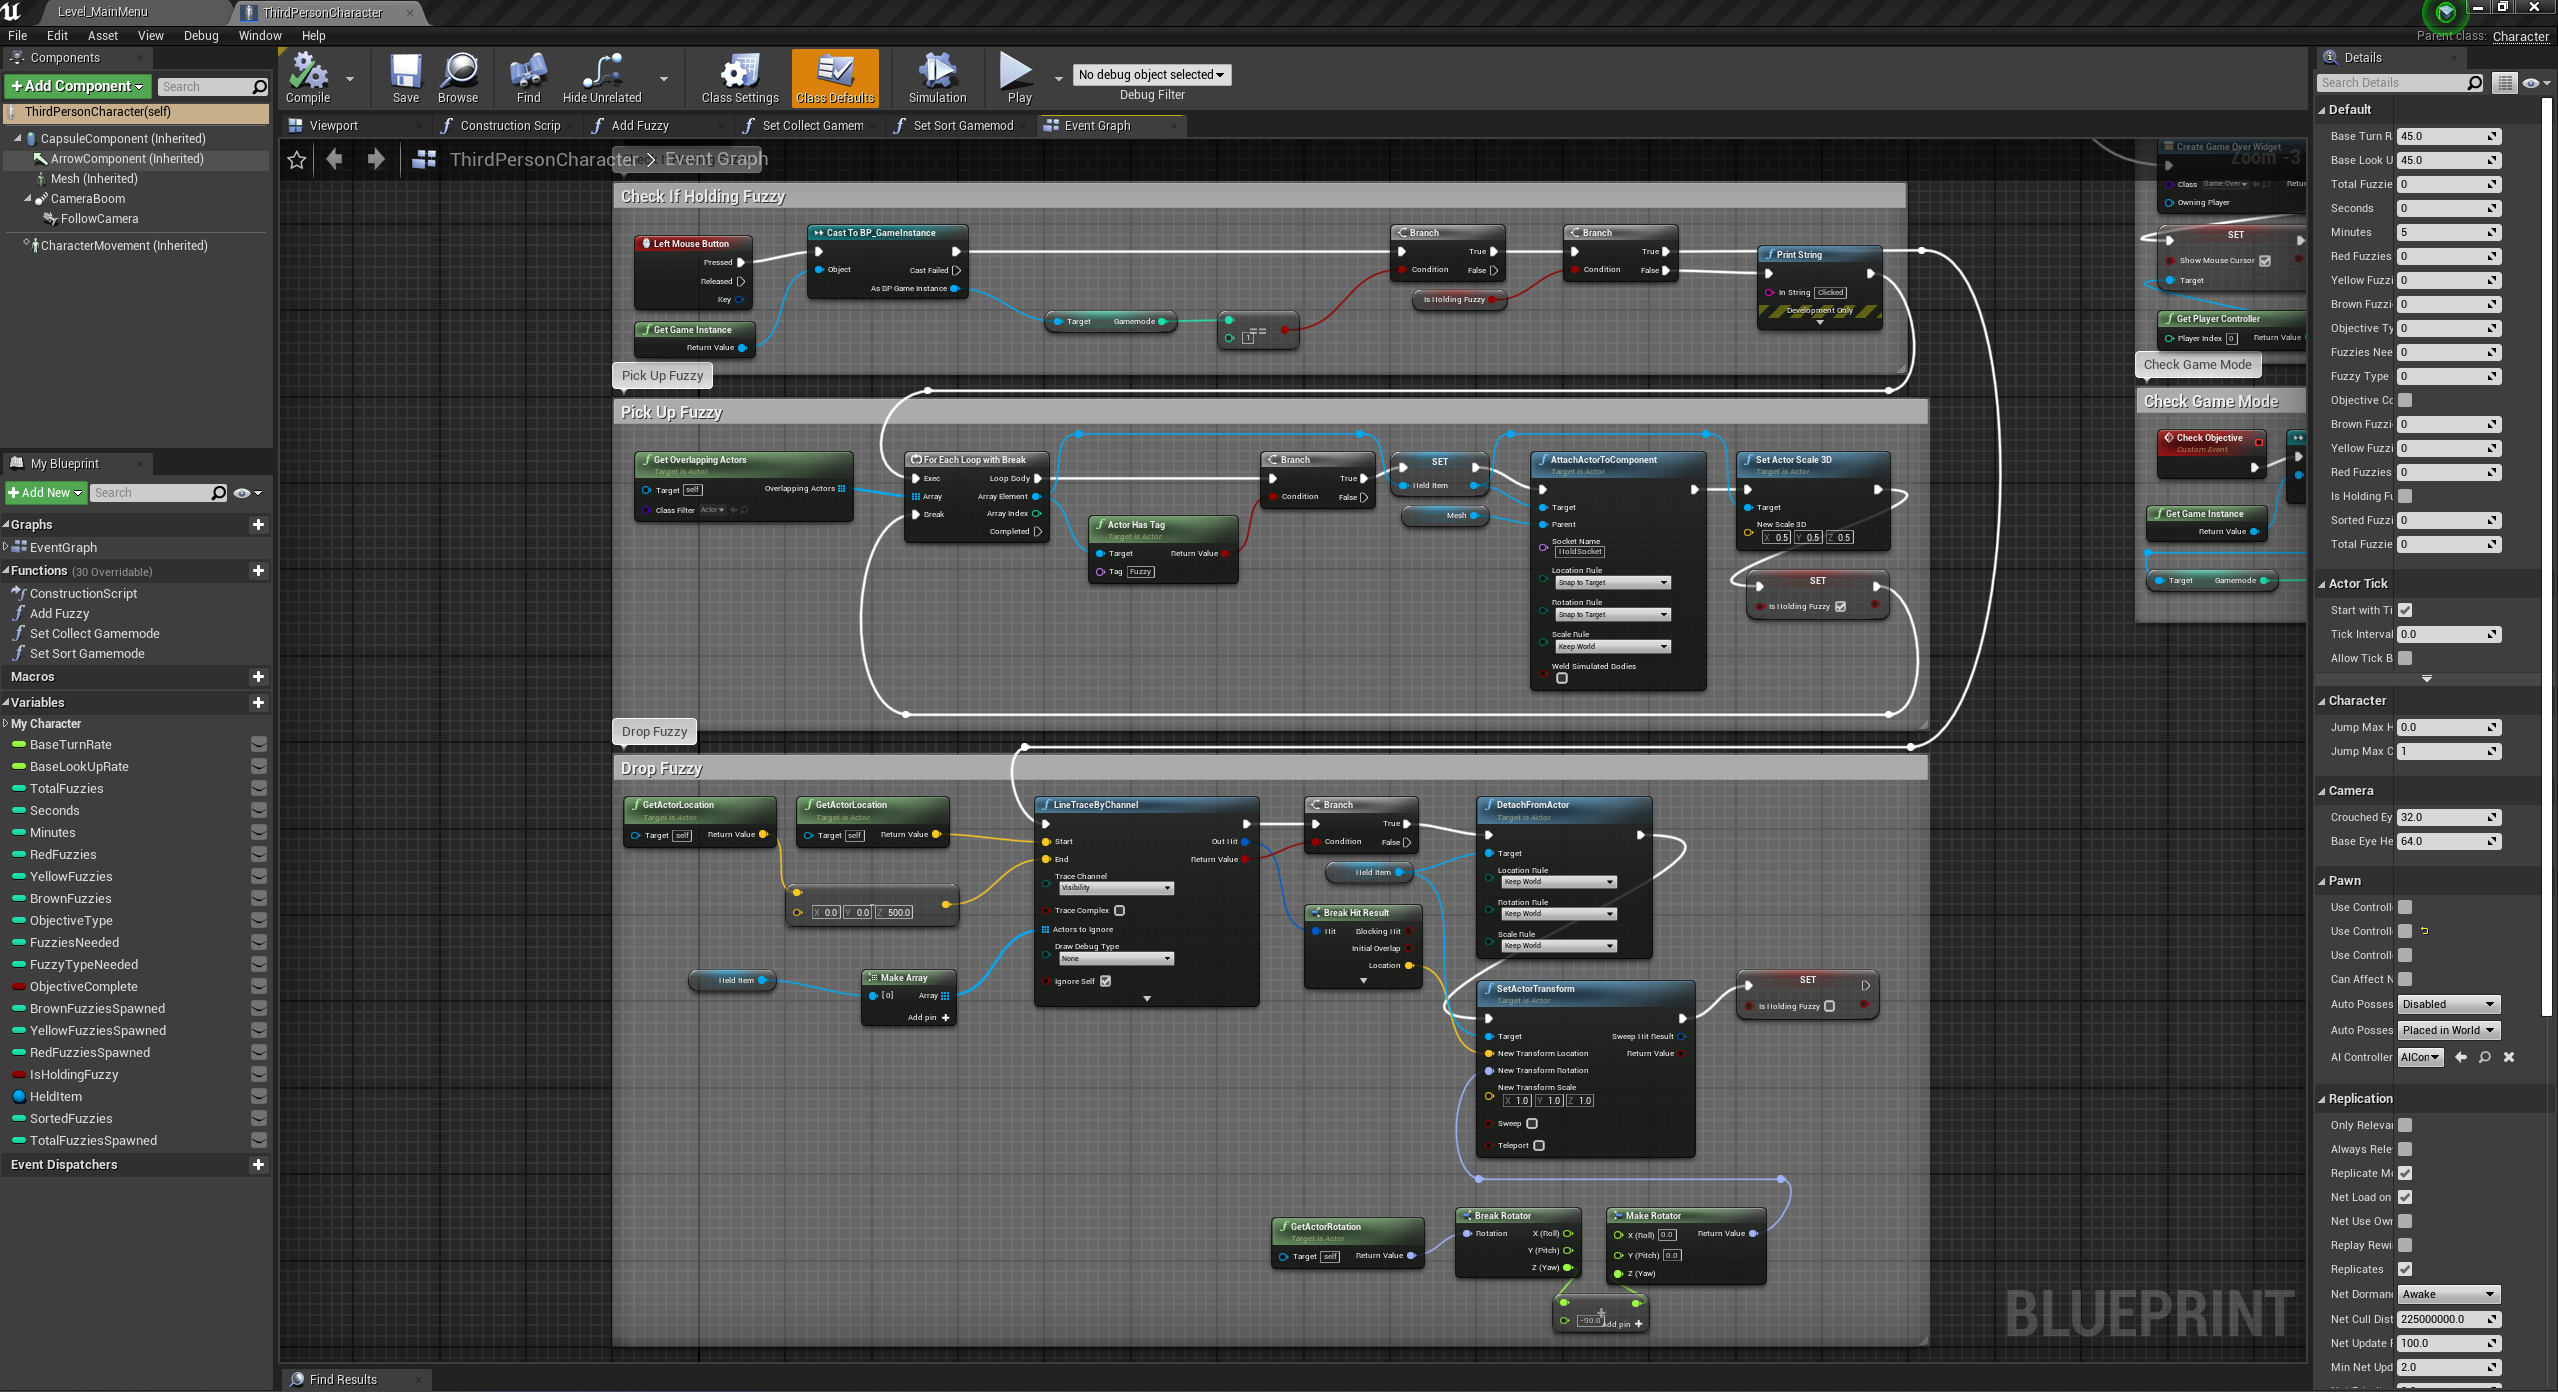 Level_MainMenu
ThirdPersonCharacter
File Edit Asset View Debug Window Help
Parent class: Character
Components
+Add Component
Search
ThirdPersonCharacter(self)
CapsuleComponent (Inherited)
ArrowComponent (Inherited)
Mesh (Inherited)
CameraBoom
FollowCamera
CharacterMovement (Inherited)
My Blueprint
+Add New
Search
Graphs
EventGraph
Functions (30 Overridable)
ConstructionScript
Add Fuzzy
Set Collect Gamemode
Set Sort Gamemode
Macros
Variables
My Character
BaseTurnRate
BaseLookUpRate
TotalFuzzies
Seconds
Minutes
RedFuzzies
YellowFuzzies
BrownFuzzies
ObjectiveType
FuzziesNeeded
FuzzyTypeNeeded
ObjectiveComplete
BrownFuzziesSpawned
YellowFuzziesSpawned
RedFuzziesSpawned
IsHoldingFuzzy
HeldItem
SortedFuzzies
TotalFuzziesSpawned
Event Dispatchers
Compile
Save
Browse
Find
Hide Unrelated
Class Settings
Class Defaults
Simulation
Play
No debug object selected
Debug Filter
Viewport
Construction Scrip
Add Fuzzy
Set Collect Gamem
Set Sort Gamemod
Event Graph
ThirdPersonCharacter > Event Graph
Zoom -3
Check If Holding Fuzzy
Left Mouse Button
Pressed
Released
Key
Get Game Instance
Return Value
Cast To BP_GameInstance
Object
Cast Failed
As BP Game Instance
Target Gamemode
1
==
Branch
True
Condition False
Is Holding Fuzzy
Branch
True
Condition False
Print String
In String Clicked
Development Only
Pick Up Fuzzy
Pick Up Fuzzy
Get Overlapping Actors
Target is Actor
Target self
Overlapping Actors
Class Filter Actor
For Each Loop with Break
Exec Loop Body
Array Array Element
Array Index
Break
Completed
Actor Has Tag
Target is Actor
Target Return Value
Tag Fuzzy
Branch
True
Condition False
SET
Held Item
Mesh
AttachActorToComponent
Target is Actor
Target
Parent
Socket Name
HoldSocket
Location Rule
Snap to Target
Rotation Rule
Snap to Target
Scale Rule
Keep World
Weld Simulated Bodies
Set Actor Scale 3D
Target is Actor
Target
New Scale 3D
X 0.5 Y 0.5 Z 0.5
SET
Is Holding Fuzzy
Drop Fuzzy
Drop Fuzzy
GetActorLocation
Target is Actor
Target self Return Value
GetActorLocation
Target is Actor
Target self Return Value
X 0.0 Y 0.0 Z 500.0
Held Item
Make Array
[0] Array
Add pin +
LineTraceByChannel
Start Out Hit
End Return Value
Trace Channel
Visibility
Trace Complex
Actors to Ignore
Draw Debug Type
None
Ignore Self
Branch
True
Condition False
Held Item
Break Hit Result
Hit Blocking Hit
Initial Overlap
Location
DetachFromActor
Target is Actor
Target
Location Rule
Keep World
Rotation Rule
Keep World
Scale Rule
Keep World
SetActorTransform
Target is Actor
Target Sweep Hit Result
New Transform Location Return Value
New Transform Rotation
New Transform Scale
X 1.0 Y 1.0 Z 1.0
Sweep
Teleport
SET
Is Holding Fuzzy
GetActorRotation
Target is Actor
Target self Return Value
Break Rotator
Rotation X (Roll)
Y (Pitch)
Z (Yaw)
Make Rotator
X (Roll) 0.0 Return Value
Y (Pitch) 0.0
Z (Yaw)
-90.0
Add pin +
Create Game Over Widget
Class Game Over
Owning Player
SET
Show Mouse Cursor
Target
Get Player Controller
Player Index 0 Return Value
Check Game Mode
Check Game Mode
Check Objective
Custom Event
Get Game Instance
Return Value
Target Gamemode
BLUEPRINT
Find Results
Details
Search Details
Default
Base Turn R 45.0
Base Look U 45.0
Total Fuzzie 0
Seconds 0
Minutes 5
Red Fuzzies 0
Yellow Fuzzi 0
Brown Fuzzi 0
Objective Ty 0
Fuzzies Nee 0
Fuzzy Type 0
Objective Co
Brown Fuzzi 0
Yellow Fuzzi 0
Red Fuzzies 0
Is Holding Fu
Sorted Fuzzi 0
Total Fuzzie 0
Actor Tick
Start with Ti
Tick Interval 0.0
Allow Tick B
Character
Jump Max H 0.0
Jump Max C 1
Camera
Crouched Ey 32.0
Base Eye He 64.0
Pawn
Use Controll
Use Controll
Use Controll
Can Affect N
Auto Posses Disabled
Auto Posses Placed in World
AI Controller AICon
Replication
Only Releva
Always Rele
Replicate Mo
Net Load on
Net Use Own
Replay Rewi
Replicates
Net Dorman Awake
Net Cull Dist 225000000.0
Net Update F 100.0
Min Net Upd 2.0